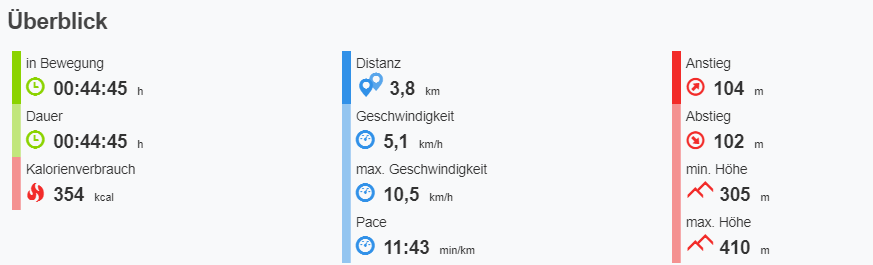 Überblick
in Bewegung
00:44:45 h
Dauer
00:44:45 h
Kalorienverbrauch
354 kcal
Distanz
3,8 km
Geschwindigkeit
5,1 km/h
max. Geschwindigkeit
10,5 km/h
Pace
11:43 min/km
Anstieg
104 m
Abstieg
102 m
min. Höhe
305 m
max. Höhe
410 m